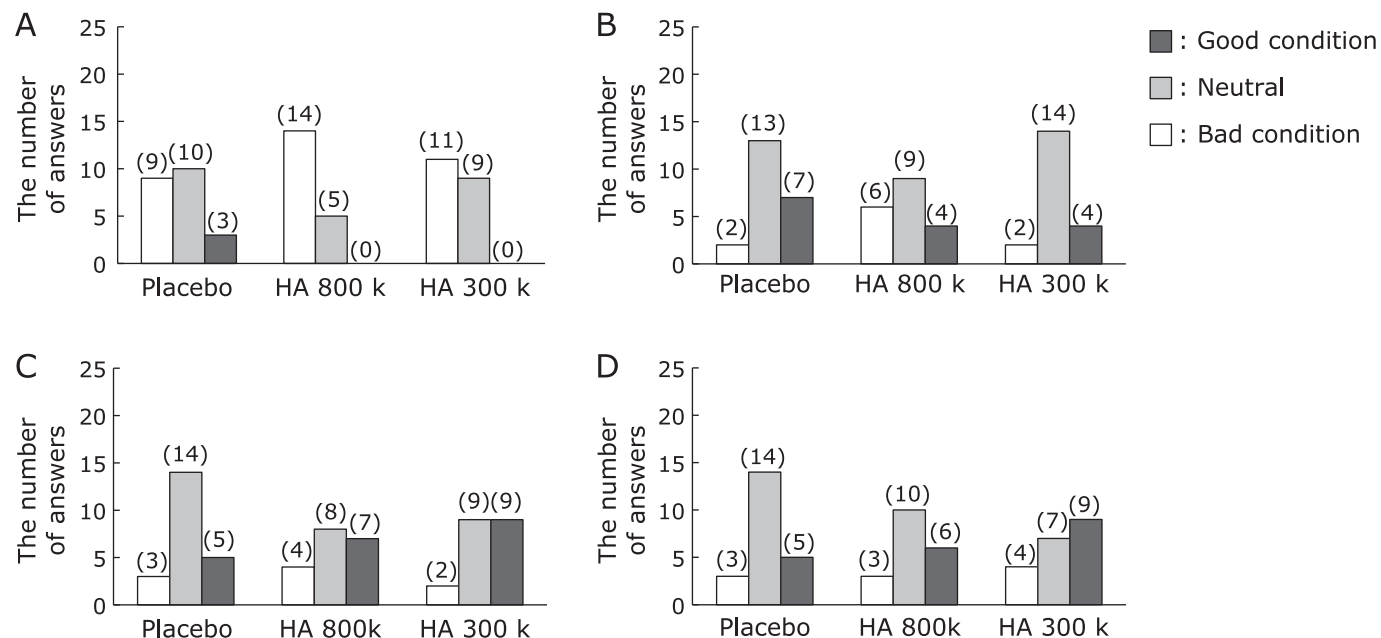 A
The number
of answers
25
20
15
10
5
0
(9)
(10)
(3)
(14)
(5)
(0)
(11)
(9)
(0)
Placebo
HA 800 k
HA 300 k
B
The number
of answers
25
20
15
10
5
0
(2)
(13)
(7)
(6)
(9)
(4)
(2)
(14)
(4)
Placebo
HA 800 k
HA 300 k
: Good condition
: Neutral
: Bad condition
C
The number
of answers
25
20
15
10
5
0
(3)
(14)
(5)
(4)
(8)
(7)
(2)
(9)
(9)
Placebo
HA 800k
HA 300 k
D
The number
of answers
25
20
15
10
5
0
(3)
(14)
(5)
(3)
(10)
(6)
(4)
(7)
(9)
Placebo
HA 800k
HA 300 k